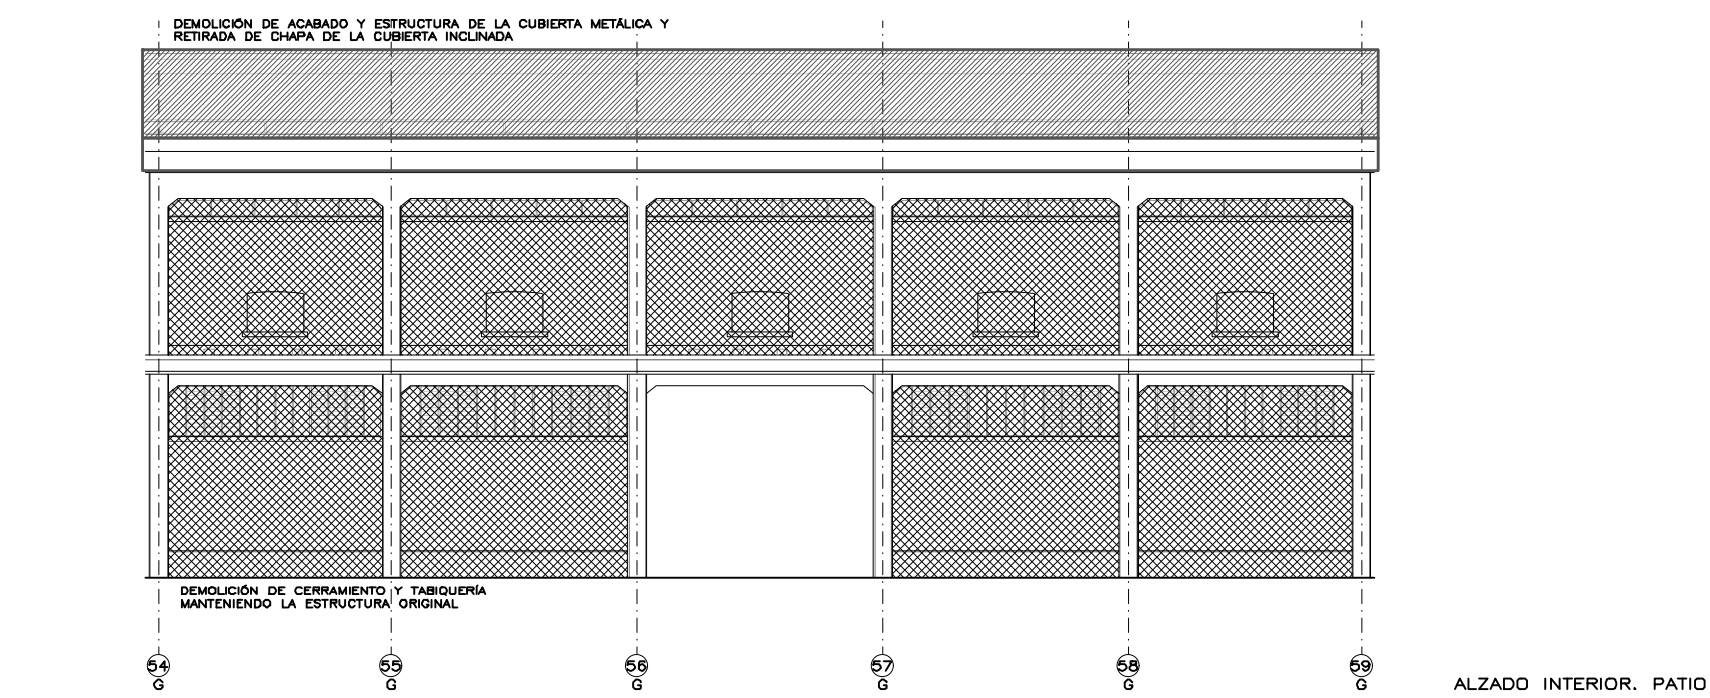 DEMOLICIÓN DE ACABADO Y ESTRUCTURA DE LA CUBIERTA METÁLICA Y
RETIRADA DE CHAPA DE LA CUBIERTA INCLINADA
DEMOLICIÓN DE CERRAMIENTO Y TABIQUERÍA
MANTENIENDO LA ESTRUCTURA ORIGINAL
54 55 56 57 58 59
G G G G G G
ALZADO INTERIOR. PATIO